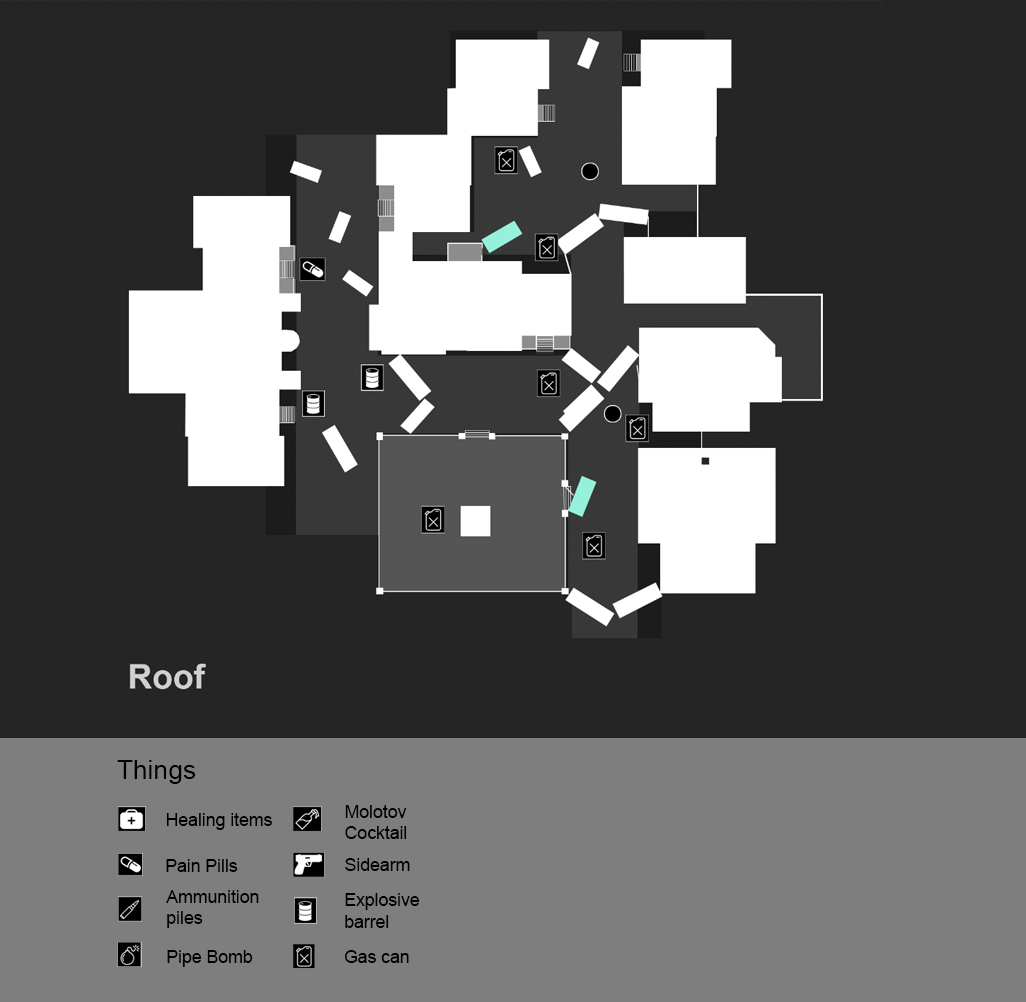 Roof
Things
Healing items
Molotov
Cocktail
Pain Pills
Sidearm
Ammunition
piles
Explosive
barrel
Pipe Bomb
Gas can